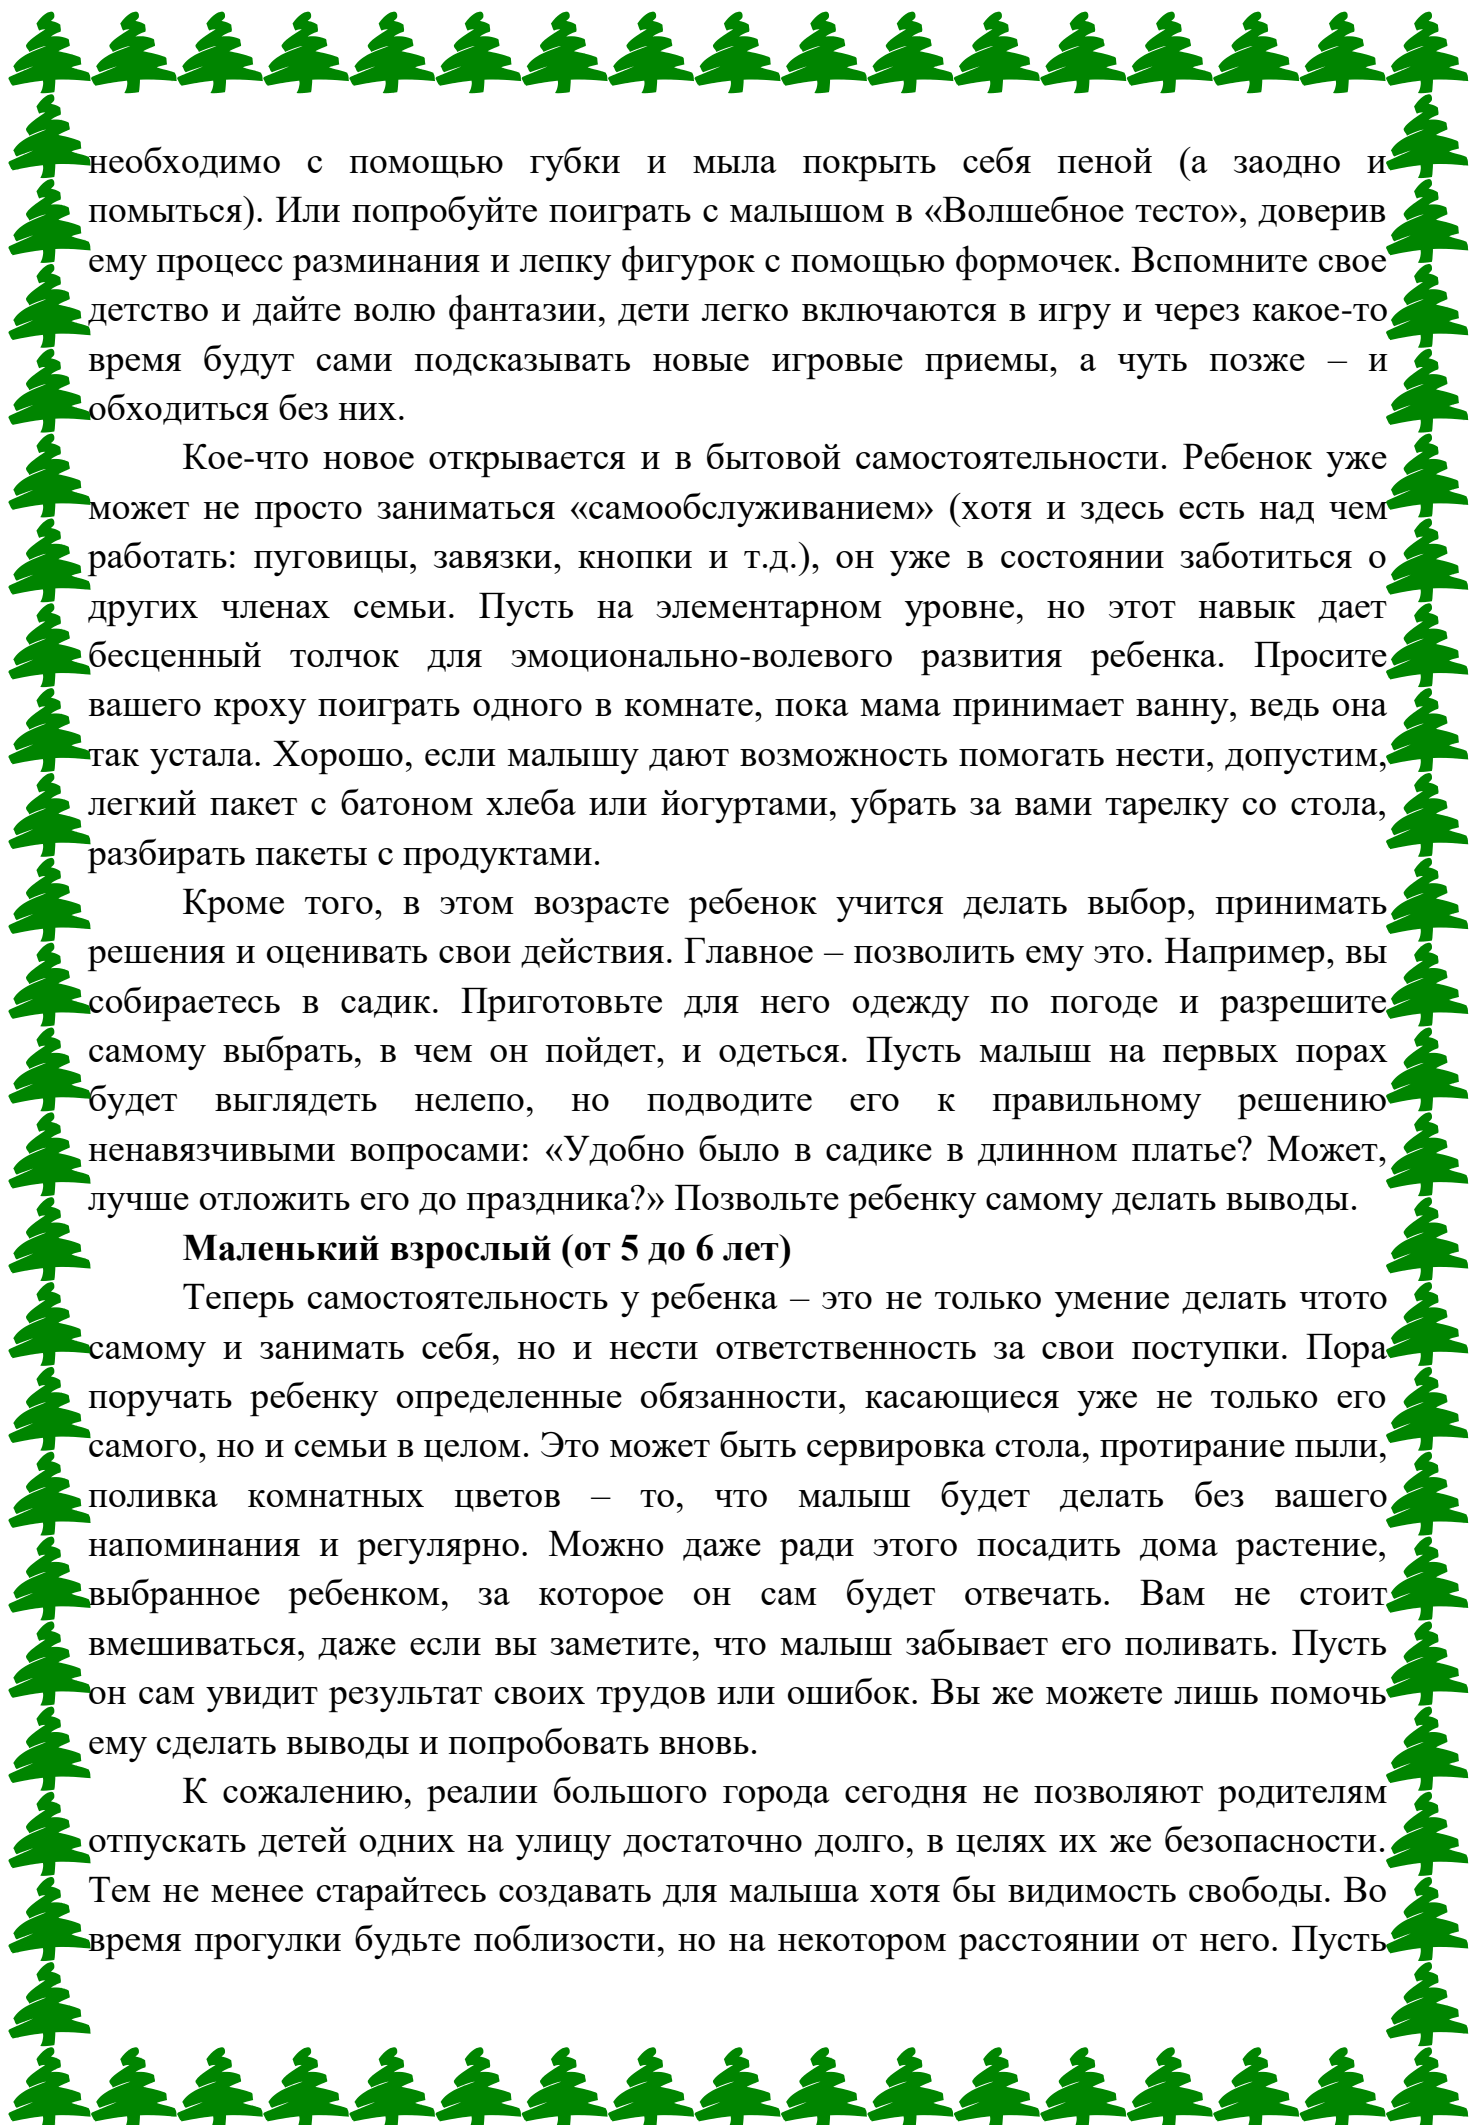 необходимо с помощью губки и мыла покрыть себя пеной (а заодно и
помыться). Или попробуйте поиграть с малышом в «Волшебное тесто», доверив
ему процесс разминания и лепку фигурок с помощью формочек. Вспомните свое
детство и дайте волю фантазии, дети легко включаются в игру и через какое-то
время будут сами подсказывать новые игровые приемы, а чуть позже – и
обходиться без них.
Кое-что новое открывается и в бытовой самостоятельности. Ребенок уже
может не просто заниматься «самообслуживанием» (хотя и здесь есть над чем
работать: пуговицы, завязки, кнопки и т.д.), он уже в состоянии заботиться о
других членах семьи. Пусть на элементарном уровне, но этот навык дает
бесценный толчок для эмоционально-волевого развития ребенка. Просите
вашего кроху поиграть одного в комнате, пока мама принимает ванну, ведь она
так устала. Хорошо, если малышу дают возможность помогать нести, допустим,
легкий пакет с батоном хлеба или йогуртами, убрать за вами тарелку со стола,
разбирать пакеты с продуктами.
Кроме того, в этом возрасте ребенок учится делать выбор, принимать
решения и оценивать свои действия. Главное – позволить ему это. Например, вы
собираетесь в садик. Приготовьте для него одежду по погоде и разрешите
самому выбрать, в чем он пойдет, и одеться. Пусть малыш на первых порах
будет выглядеть нелепо, но подводите его к правильному решению
ненавязчивыми вопросами: «Удобно было в садике в длинном платье? Может,
лучше отложить его до праздника?» Позвольте ребенку самому делать выводы.
Маленький взрослый (от 5 до 6 лет)
Теперь самостоятельность у ребенка – это не только умение делать чтото
самому и занимать себя, но и нести ответственность за свои поступки. Пора
поручать ребенку определенные обязанности, касающиеся уже не только его
самого, но и семьи в целом. Это может быть сервировка стола, протирание пыли,
поливка комнатных цветов – то, что малыш будет делать без вашего
напоминания и регулярно. Можно даже ради этого посадить дома растение,
выбранное ребенком, за которое он сам будет отвечать. Вам не стоит
вмешиваться, даже если вы заметите, что малыш забывает его поливать. Пусть
он сам увидит результат своих трудов или ошибок. Вы же можете лишь помочь
ему сделать выводы и попробовать вновь.
К сожалению, реалии большого города сегодня не позволяют родителям
отпускать детей одних на улицу достаточно долго, в целях их же безопасности.
Тем не менее старайтесь создавать для малыша хотя бы видимость свободы. Во
время прогулки будьте поблизости, но на некотором расстоянии от него. Пусть